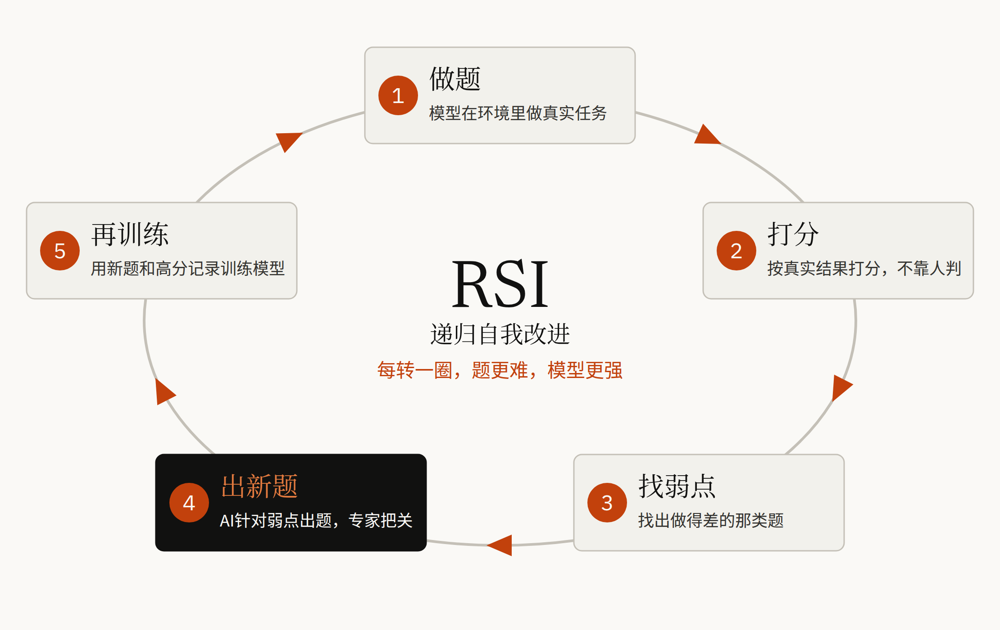 1
做题
模型在环境里做真实任务
2
打分
按真实结果打分，不靠人判
3
找弱点
找出做得差的那类题
4
出新题
AI针对弱点出题，专家把关
5
再训练
用新题和高分记录训练模型
RSI
递归自我改进
每转一圈，题更难，模型更强